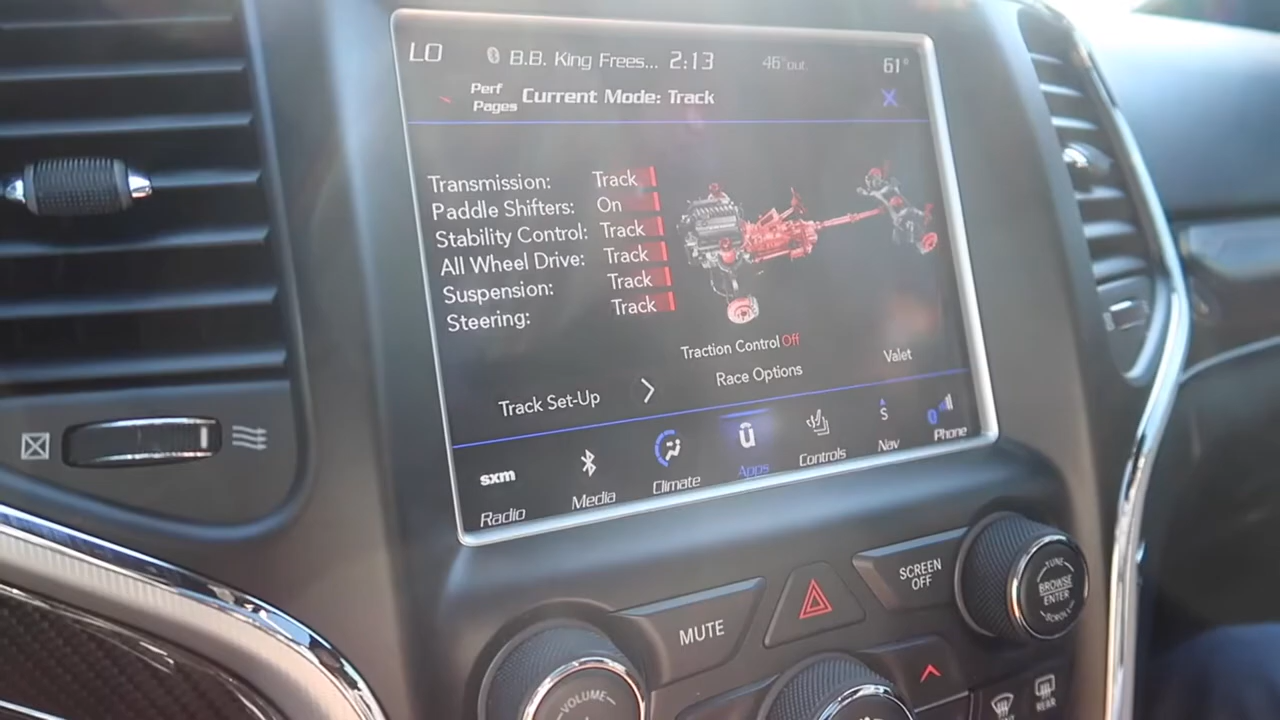 LO B.B. King Frees... 2:13 46° out. 61°
Perf Pages
Current Mode: Track
X
Transmission: Track
Paddle Shifters: On
Stability Control: Track
All Wheel Drive: Track
Suspension: Track
Steering: Track
Traction Control Off
Track Set-Up
Race Options
Valet
sxm
Radio
Media
Climate
ū
Apps
Controls
S
Nav
Phone
SCREEN OFF
MUTE
TUNE
BROWSE
ENTER
SCROLL
VOLUME
REAR